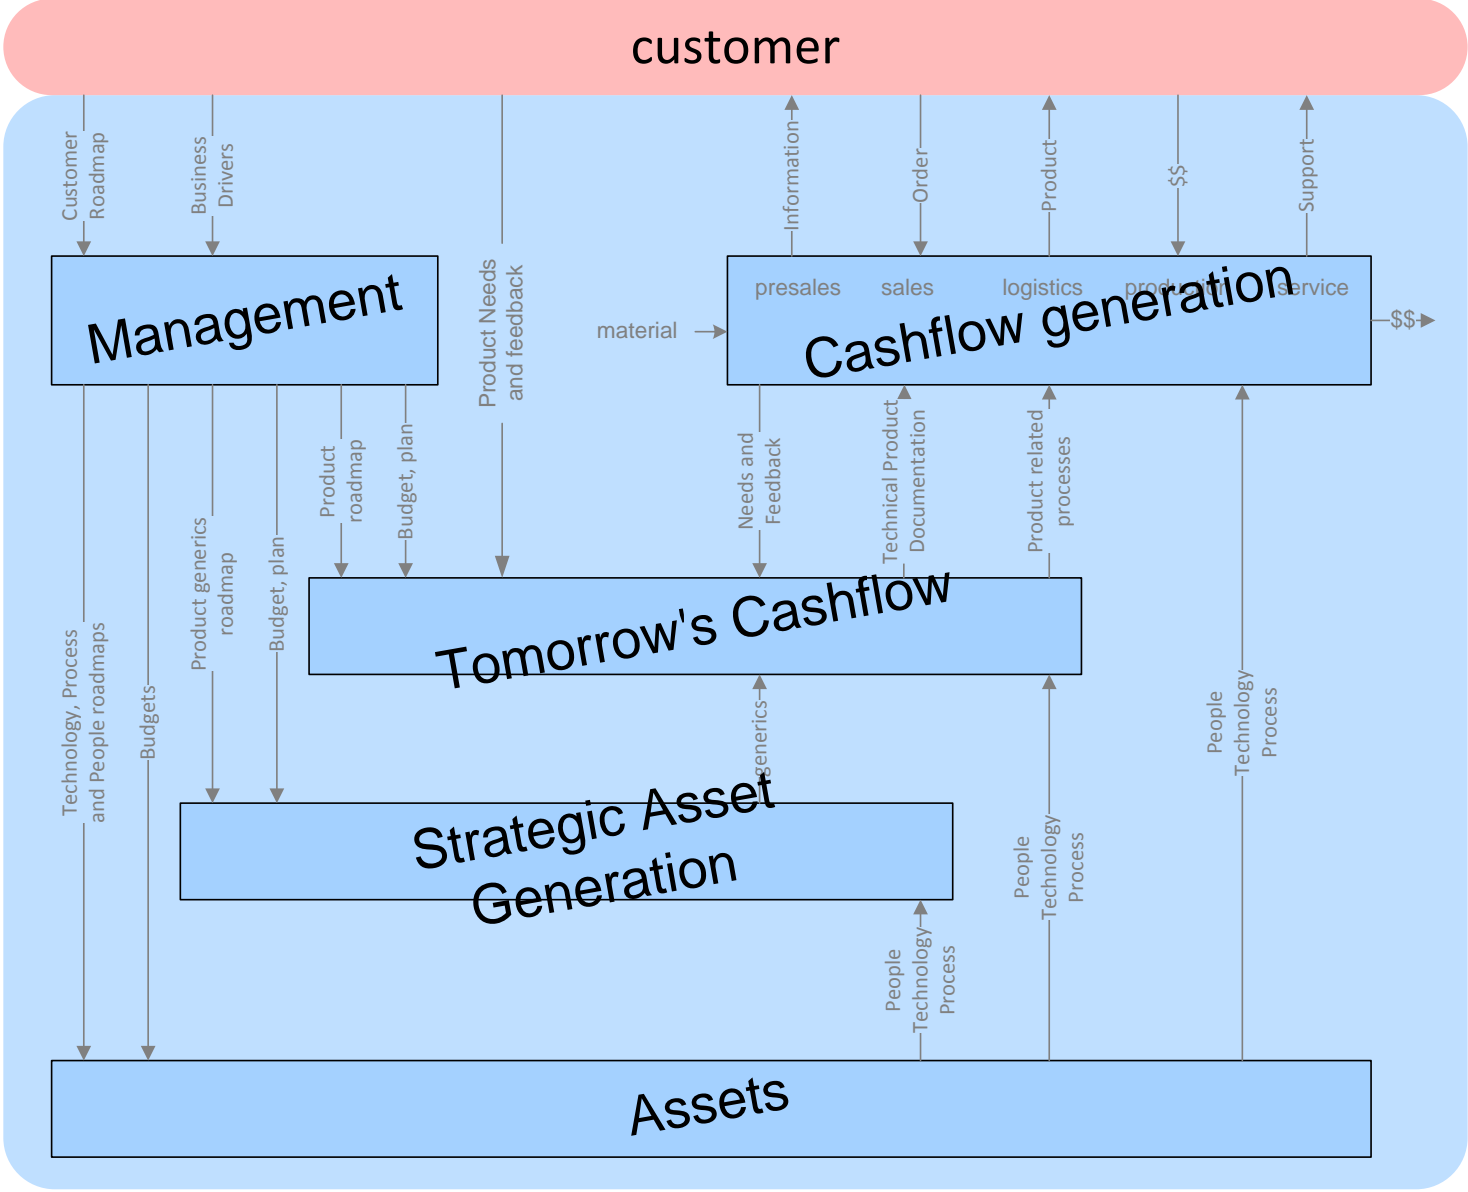 customer
Customer
Roadmap
Business
Drivers
Product Needs
and feedback
Information
Order
Product
$$
Support
Management
presales
sales
logistics
production
service
Cashflow generation
material
$$
Technology, Process
and People roadmaps
Budgets
Product generics
roadmap
Budget, plan
Product
roadmap
Budget, plan
Needs and
Feedback
Technical Product
Documentation
Product related
processes
People
Technology
Process
Tomorrow's Cashflow
generics
People
Technology
Process
Strategic Asset
Generation
People
Technology
Process
Assets